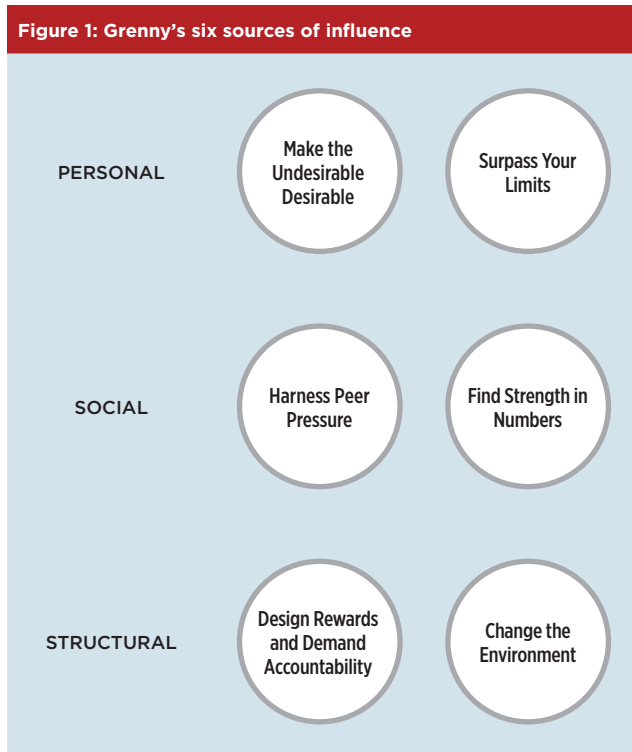 Figure 1: Grenny's six sources of influence
PERSONAL
Make the
Undesirable
Desirable
Surpass Your
Limits
SOCIAL
Harness Peer
Pressure
Find Strength in
Numbers
STRUCTURAL
Design Rewards
and Demand
Accountability
Change the
Environment